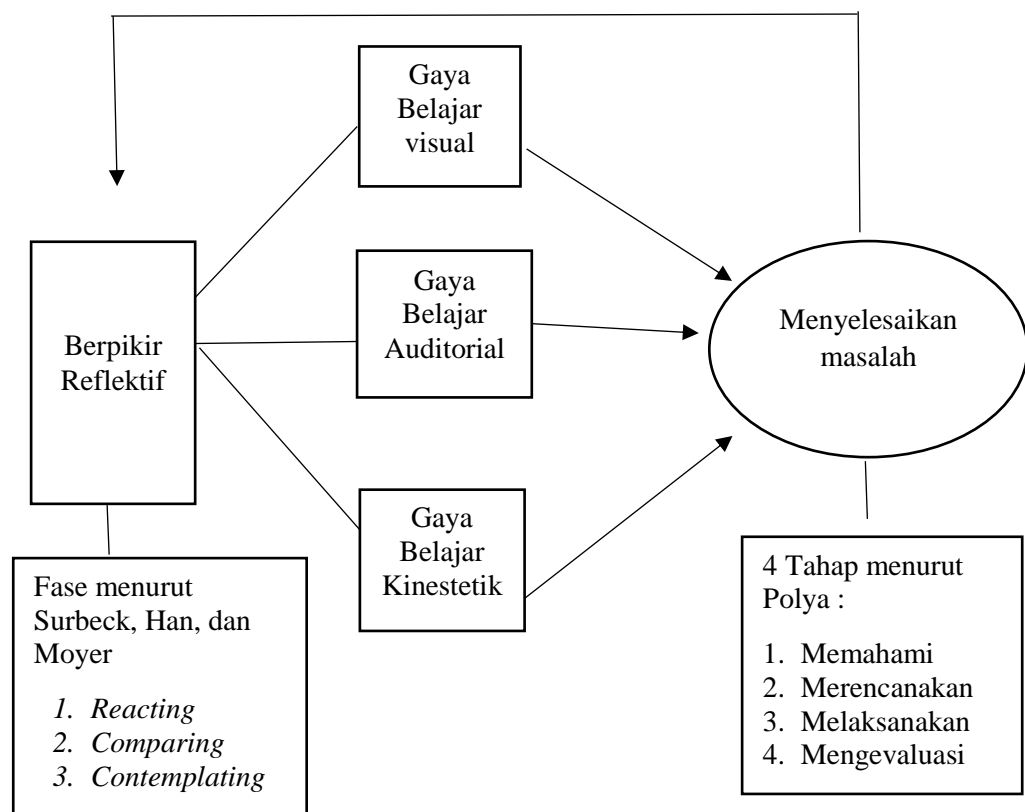 Gaya
Belajar
visual
Berpikir
Reflektif
Gaya
Belajar
Auditorial
Menyelesaikan
masalah
Gaya
Belajar
Kinestetik
Fase menurut
Surbeck, Han, dan
Moyer
1. Reacting
2. Comparing
3. Contemplating
4 Tahap menurut
Polya :
1. Memahami
2. Merencanakan
3. Melaksanakan
4. Mengevaluasi